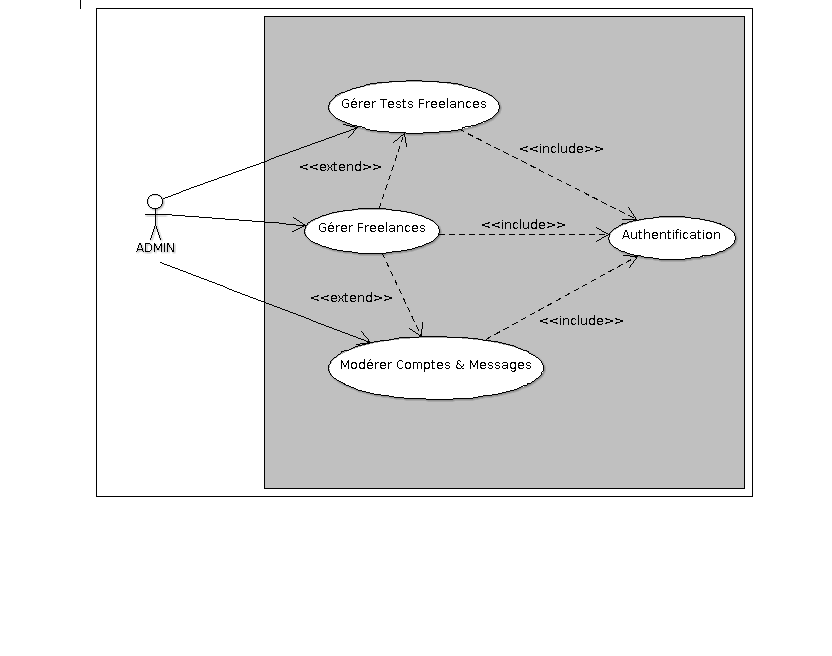 Gérer Tests Freelances
<<include>>
<<extend>>
Gérer Freelances
<<include>>
Authentification
ADMIN
<<extend>>
<<include>>
Modérer Comptes & Messages